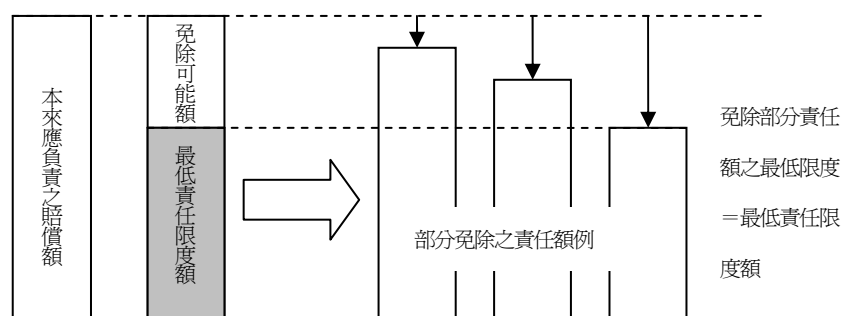 本來應負責之賠償額
免除可能額
最低責任限度額
部分免除之責任額例
免除部分責任
額之最低限度
＝最低責任限
度額